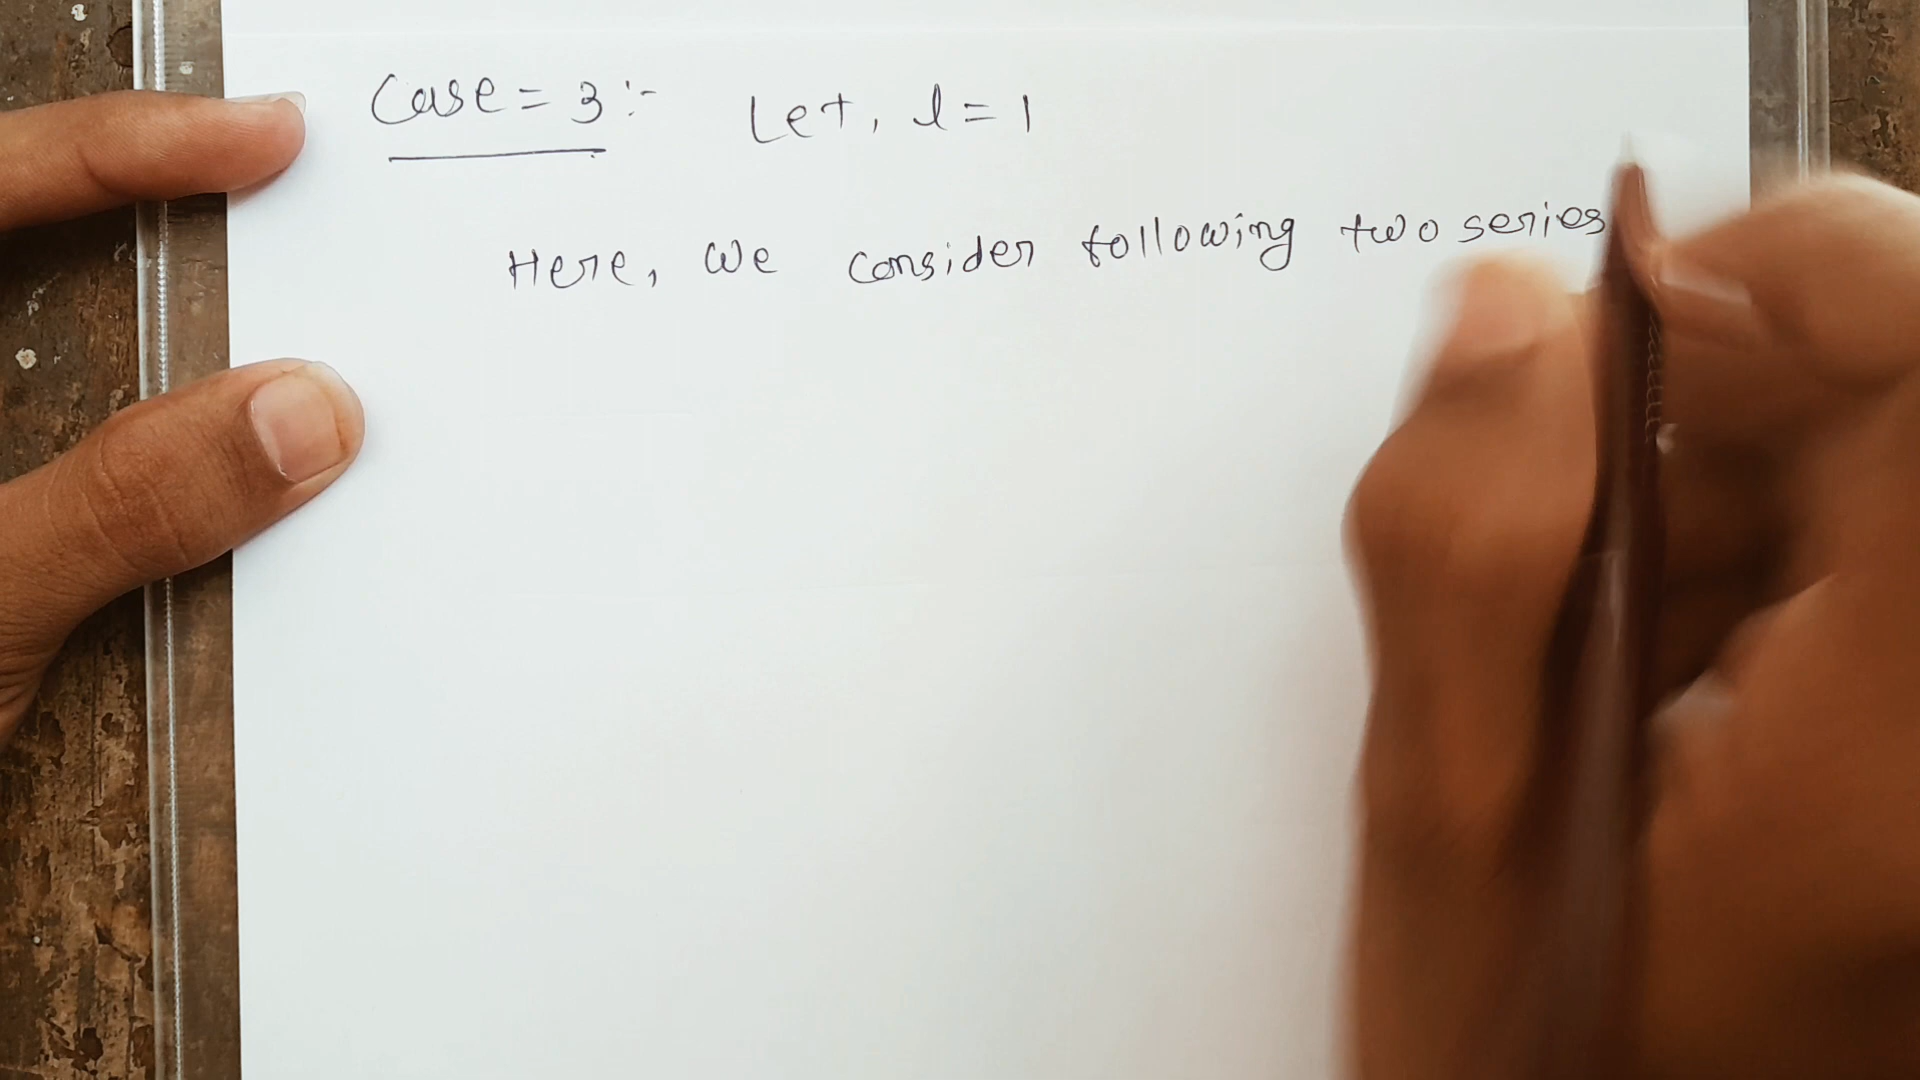 Case = 3 :- Let, l = 1
Here, we consider following two series